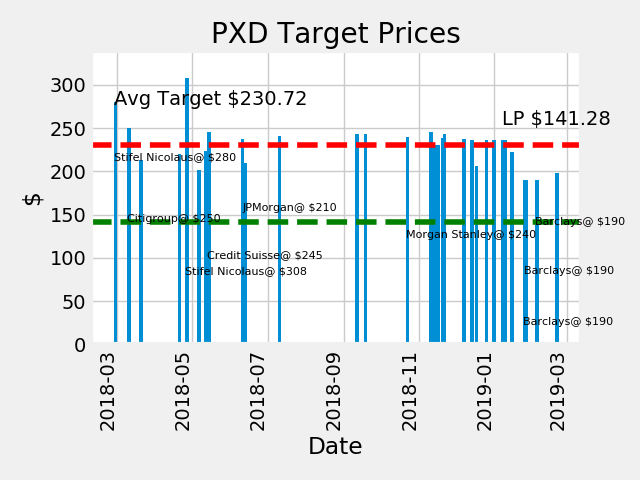 PXD Target Prices
Avg Target $230.72
LP $141.28
Stifel Nicolaus@ $280
JPMorgan@ $210
Citigroup@ $250
Barclays@ $190
Morgan Stanley@ $240
Credit Suisse@ $245
Stifel Nicolaus@ $308
Barclays@ $190
Barclays@ $190
$
300
250
200
150
100
50
0
2018-03
2018-05
2018-07
2018-09
2018-11
2019-01
2019-03
Date